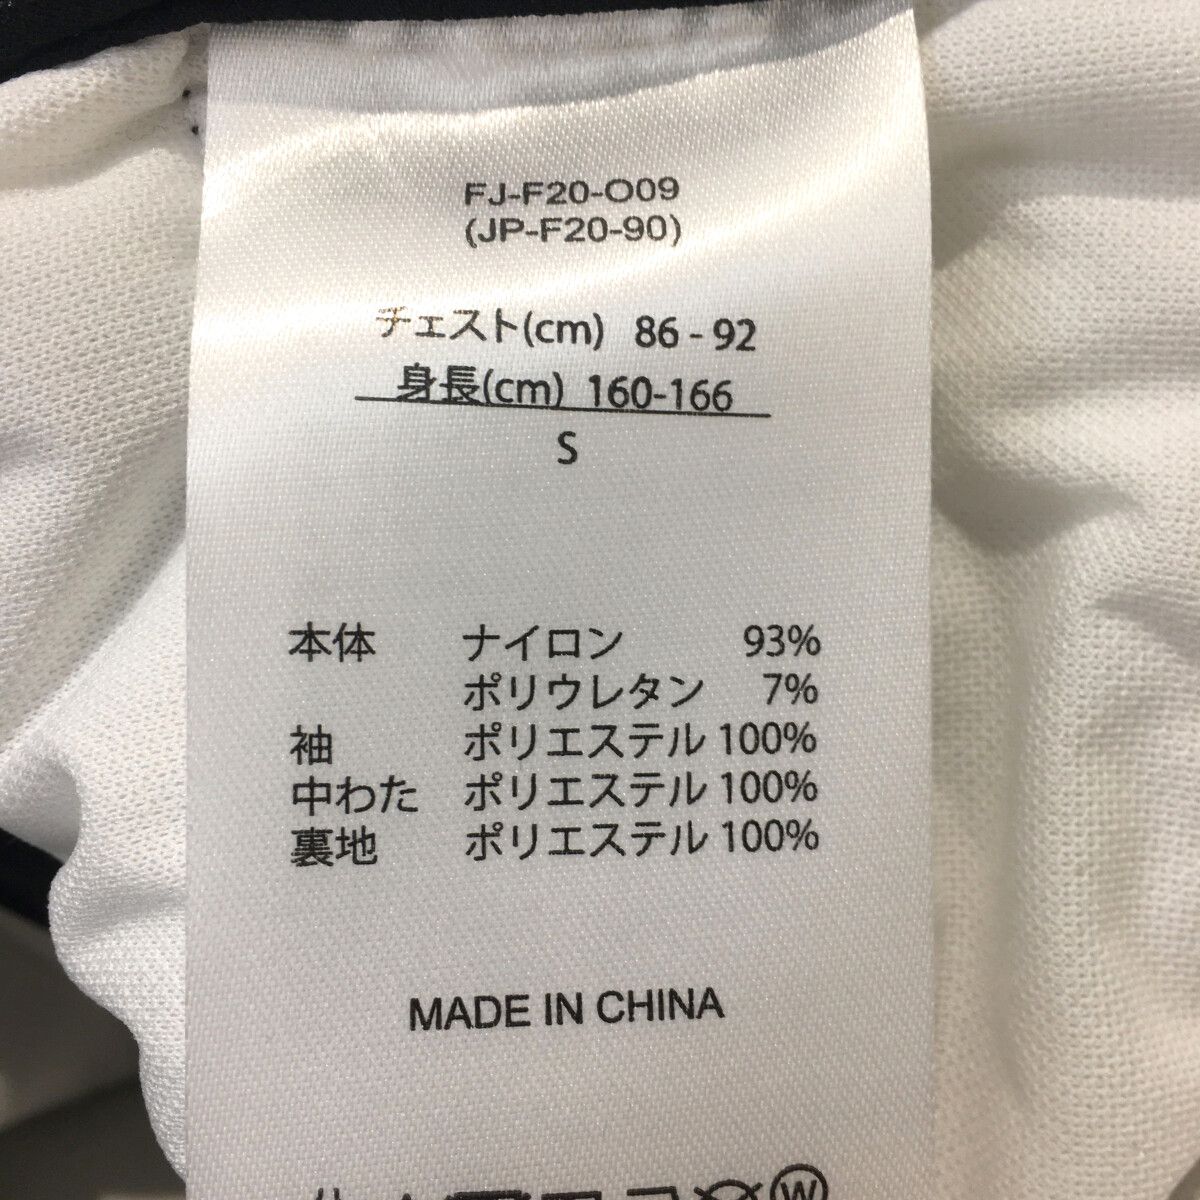 FJ-F20-O09
(JP-F20-90)
チェスト(cm) 86 - 92
身長(cm) 160-166
S
本体 ナイロン 93%
ポリウレタン 7%
袖 ポリエステル 100%
中わた ポリエステル 100%
裏地 ポリエステル 100%
MADE IN CHINA
W